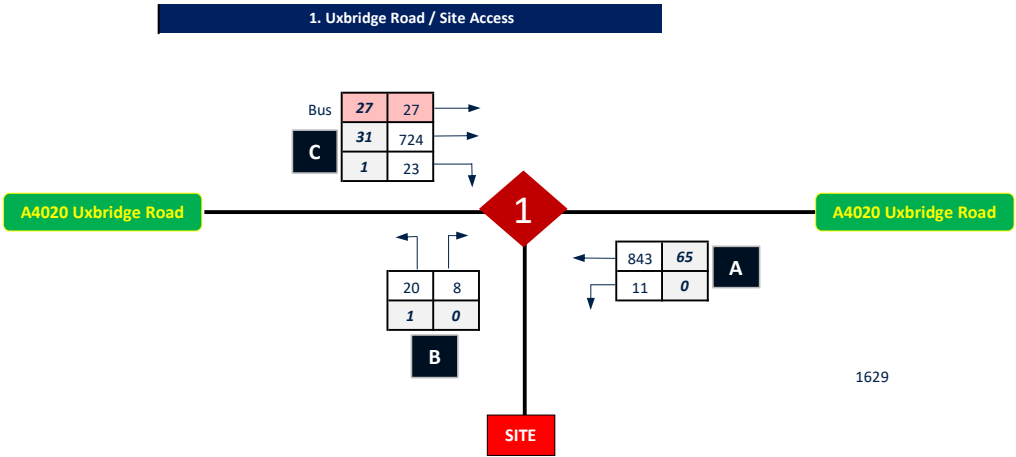 1. Uxbridge Road / Site Access
Bus 27 27
C 31 724
1 23
A4020 Uxbridge Road
1
A4020 Uxbridge Road
843 65 A
11 0
20 8
1 0
B
1629
SITE